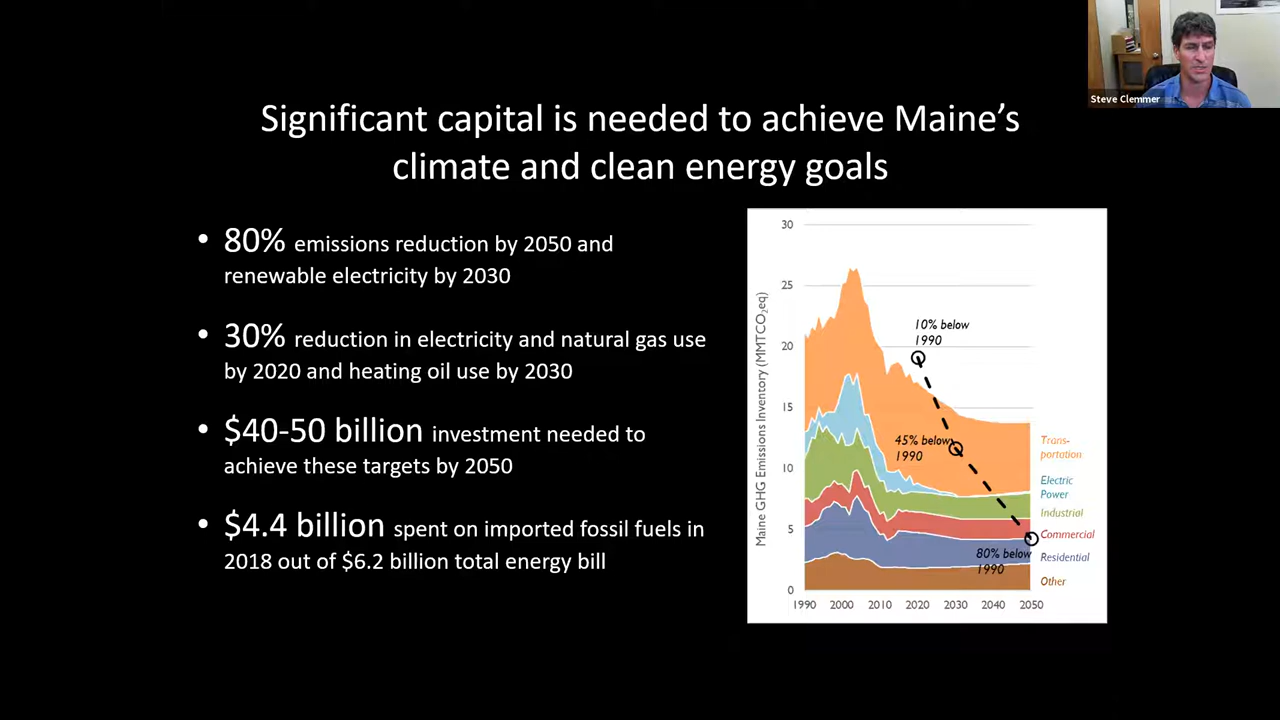 Steve Clemmer
Significant capital is needed to achieve Maine’s
climate and clean energy goals
• 80% emissions reduction by 2050 and
renewable electricity by 2030
• 30% reduction in electricity and natural gas use
by 2020 and heating oil use by 2030
• $40-50 billion investment needed to
achieve these targets by 2050
• $4.4 billion spent on imported fossil fuels in
2018 out of $6.2 billion total energy bill
Maine GHG Emissions Inventory (MMTCO2eq)
30
25
20
15
10
5
0
1990 2000 2010 2020 2030 2040 2050
10% below
1990
45% below
1990
80% below
1990
Trans-
portation
Electric
Power
Industrial
Commercial
Residential
Other